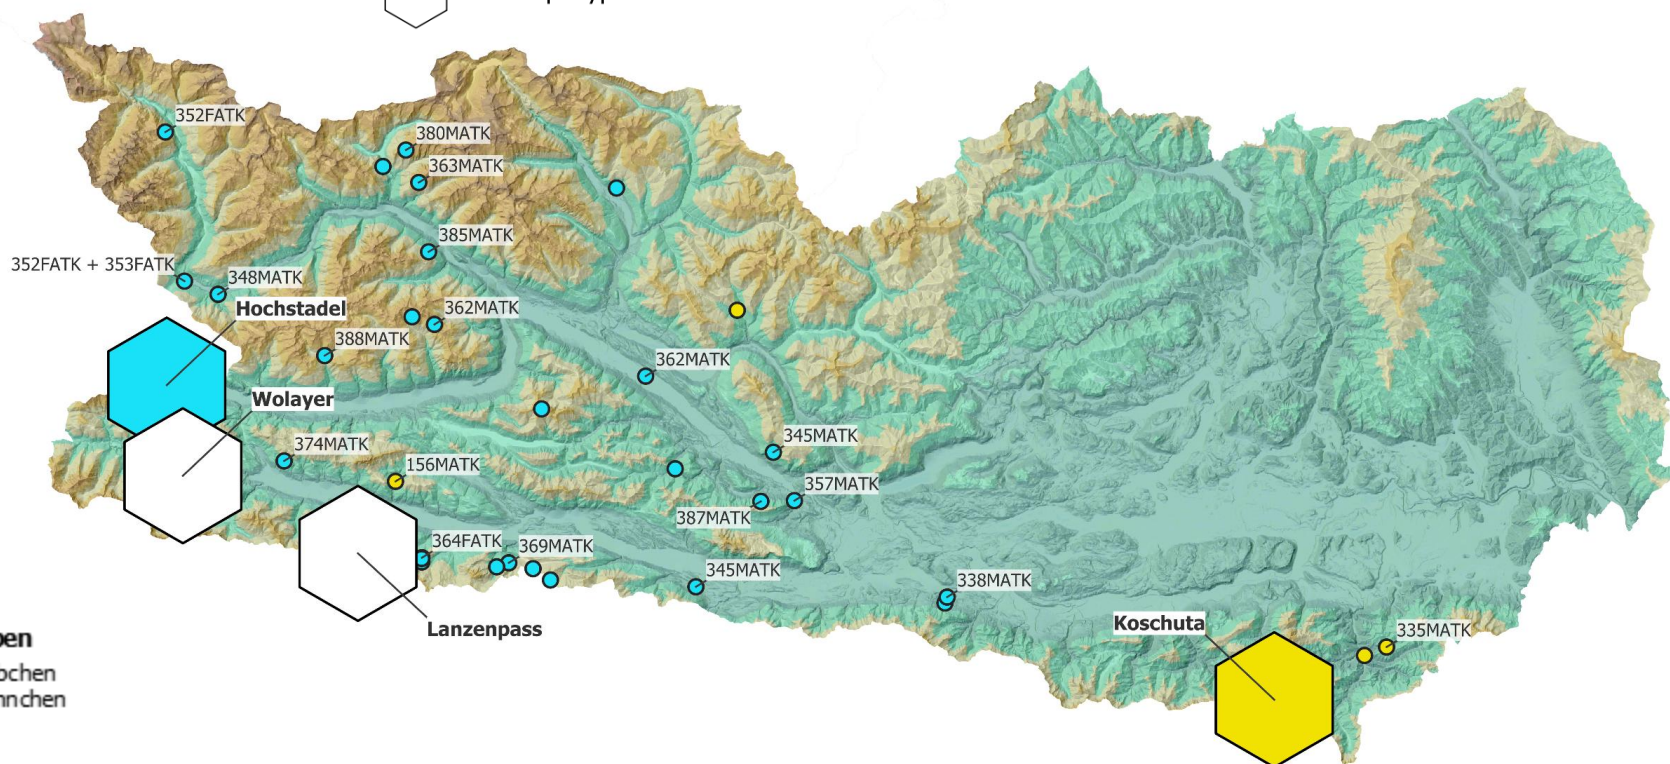 352FATK
380MATK
363MATK
385MATK
352FATK + 353FATK
348MATK
Hochstadel
362MATK
388MATK
362MATK
Wolayer
374MATK
156MATK
345MATK
357MATK
387MATK
364FATK
369MATK
345MATK
338MATK
Lanzenpass
Koschuta
335MATK